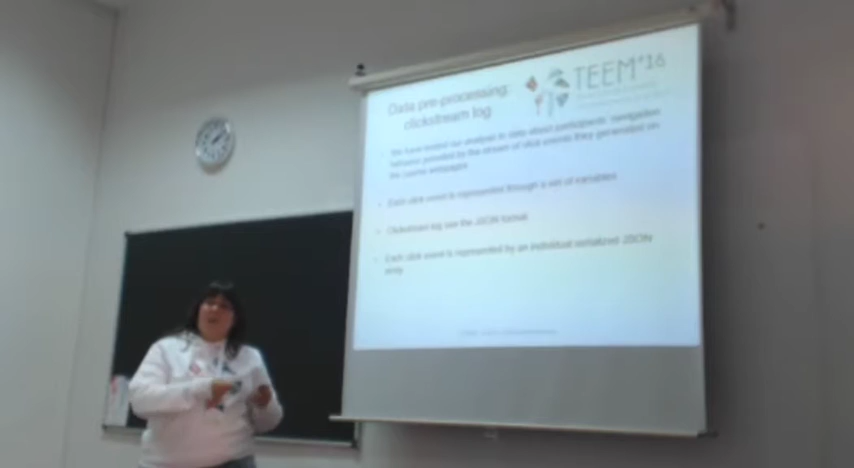 TEEM'16
Data pre-processing:
clickstream log
We have based our analysis in data about participants' navigation
behavior provided by the stream of click events they generated on
the course webpages
Each click event is represented through a set of variables
Clickstream log use the JSON format
Each click event is represented by an individual serialized JSON
array